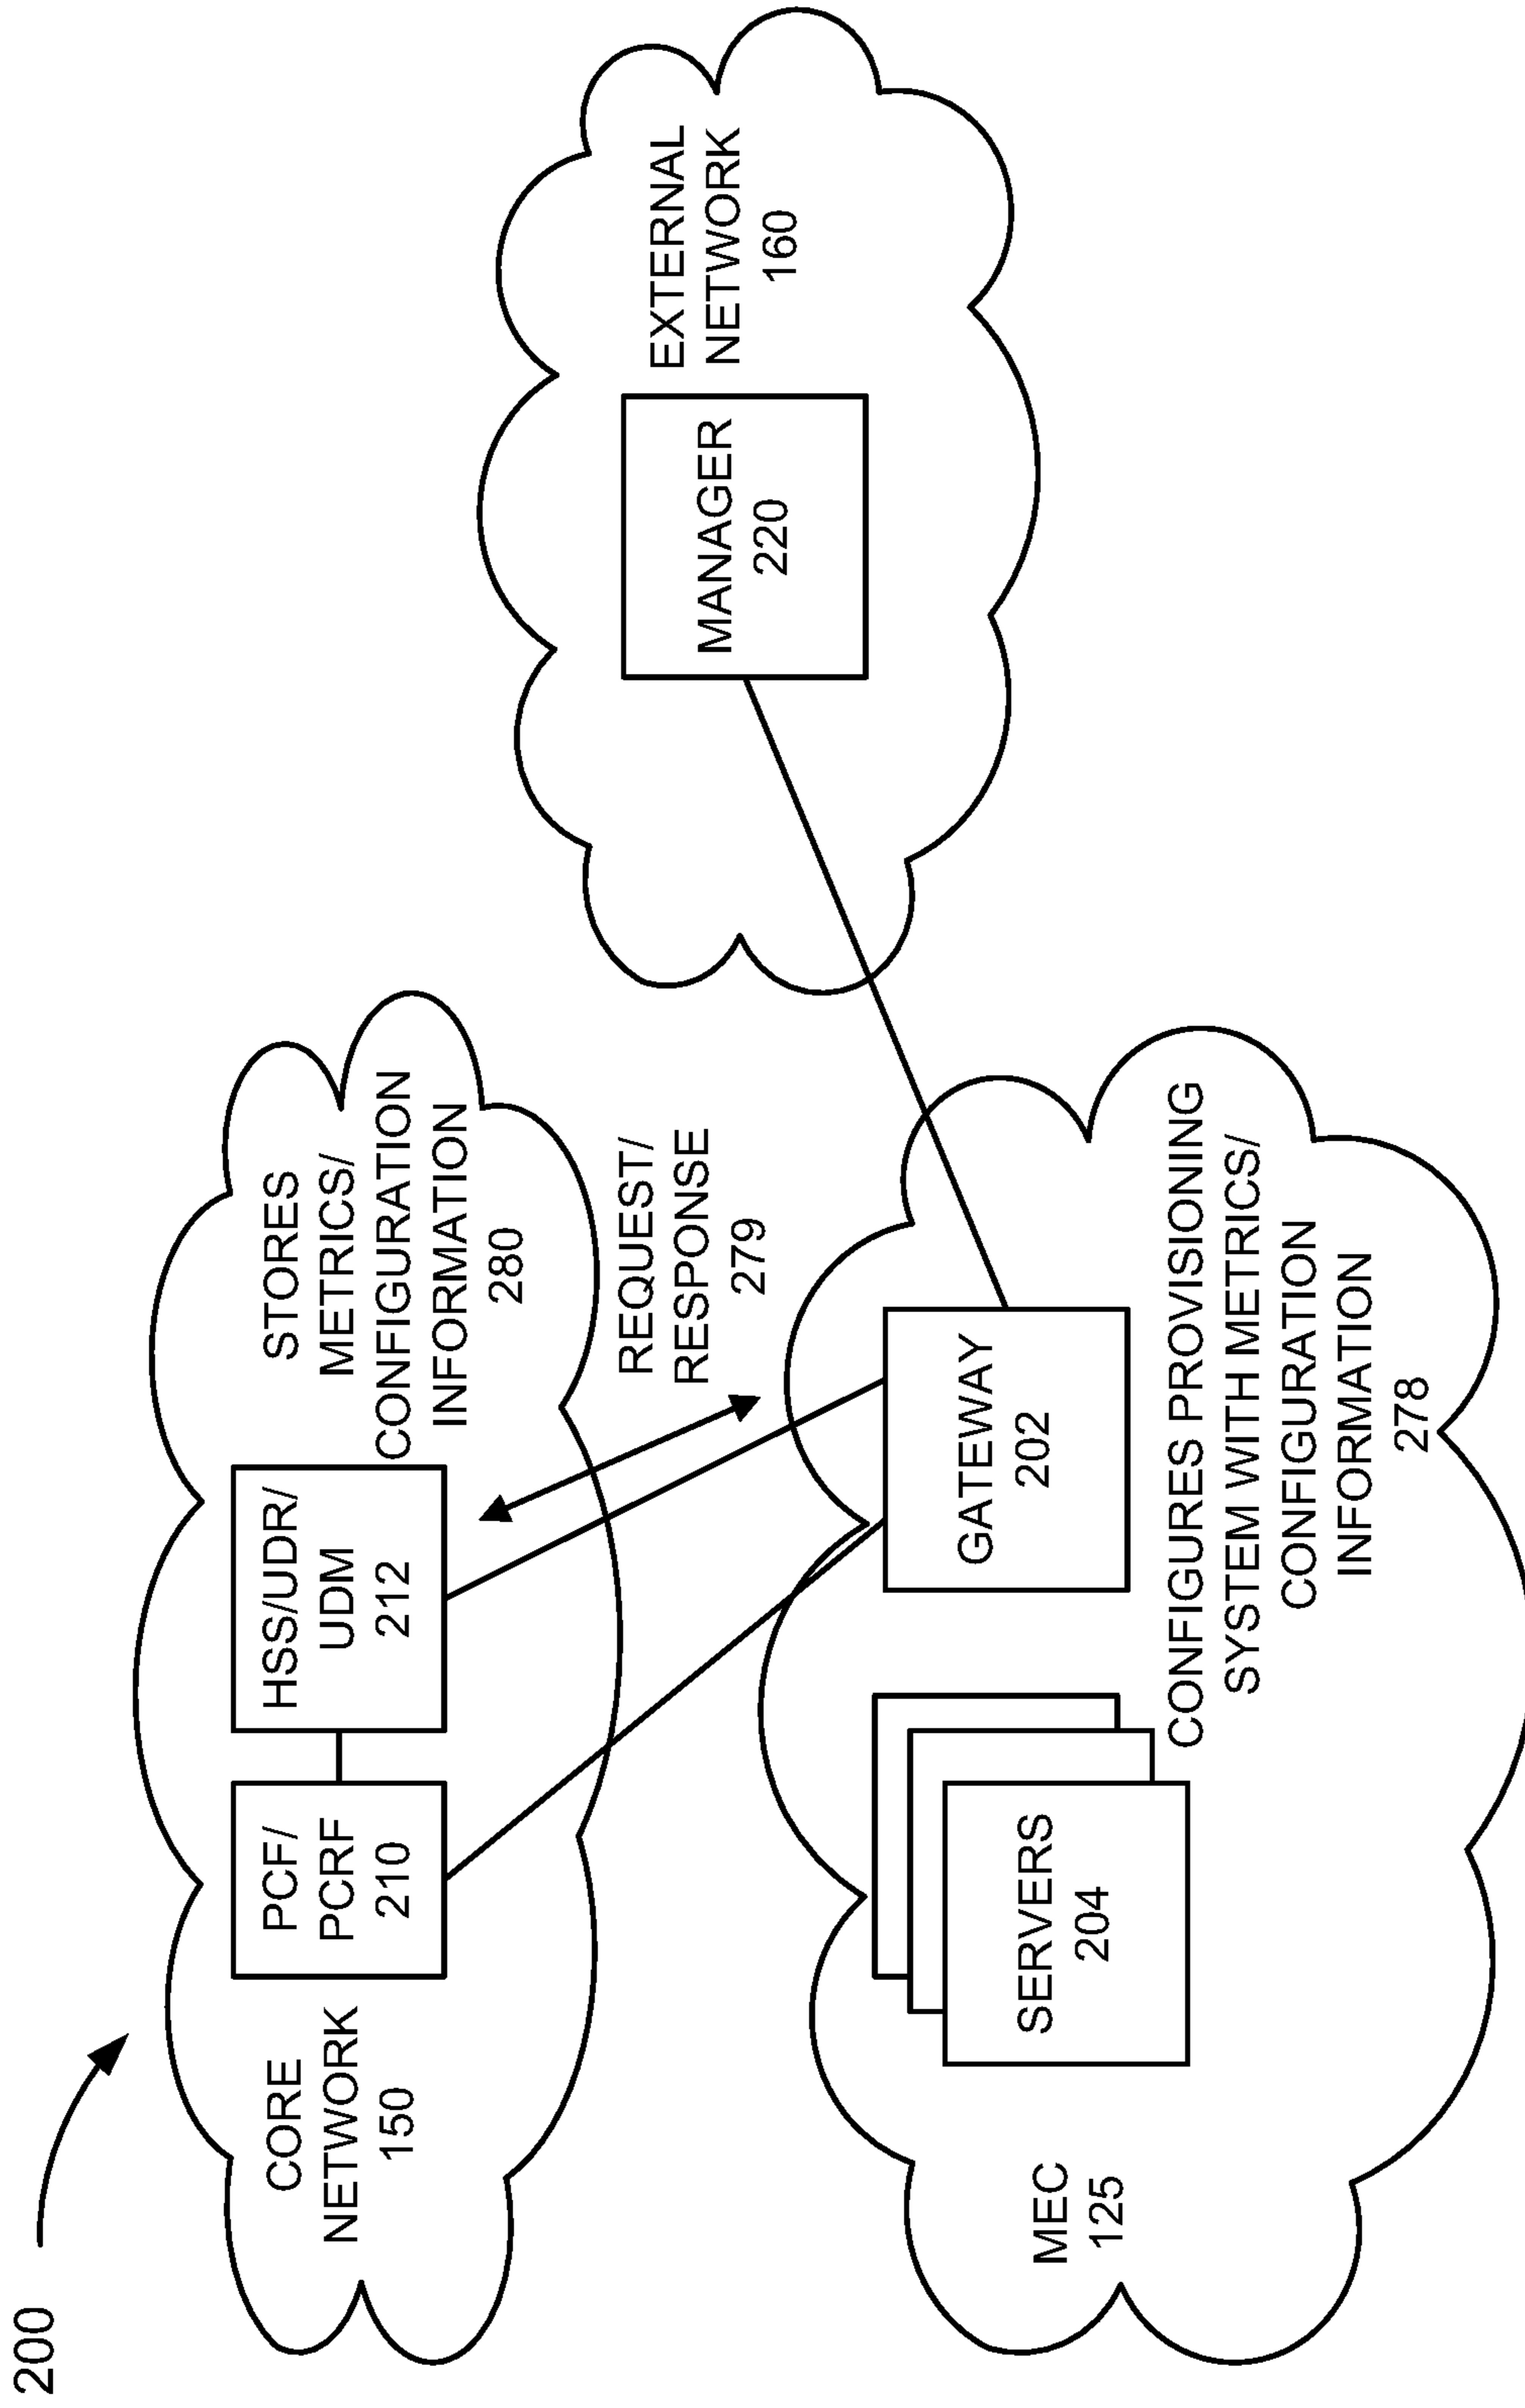 200
CORE
NETWORK
150
PCF/
PCRF
210
HSS/UDR/
UDM
212
STORES
METRICS/
CONFIGURATION
INFORMATION
280
REQUEST/
RESPONSE
279
EXTERNAL
NETWORK
160
MANAGER
220
MEC
125
SERVERS
204
GATEWAY
202
CONFIGURES PROVISIONING
SYSTEM WITH METRICS/
CONFIGURATION
INFORMATION
278